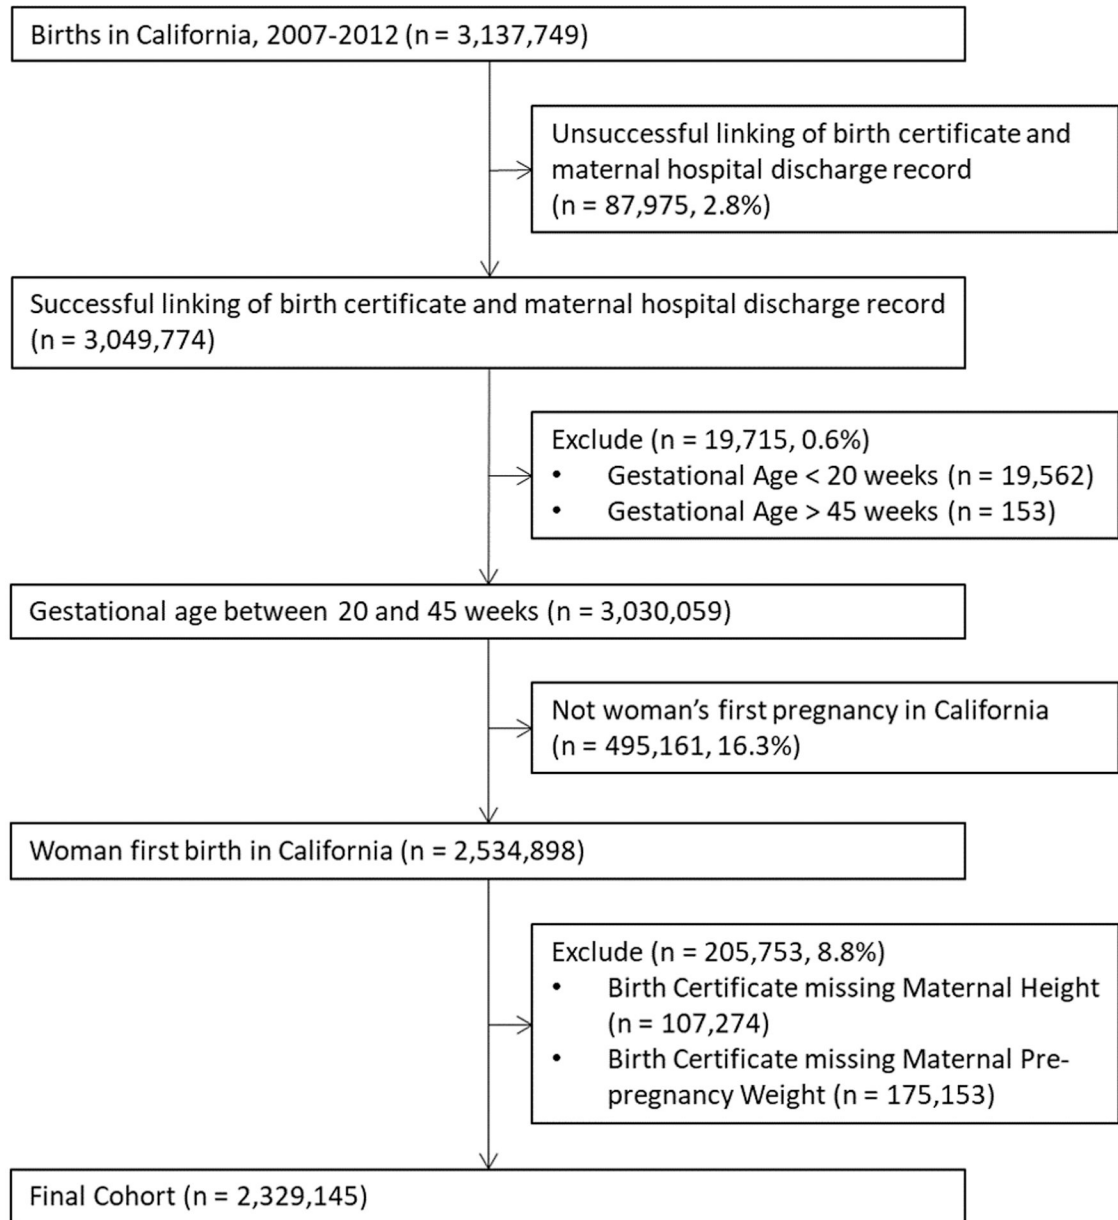 Births in California, 2007-2012 (n = 3,137,749)
Unsuccessful linking of birth certificate and
maternal hospital discharge record
(n = 87,975, 2.8%)
Successful linking of birth certificate and maternal hospital discharge record
(n = 3,049,774)
Exclude (n = 19,715, 0.6%)
• Gestational Age < 20 weeks (n = 19,562)
• Gestational Age > 45 weeks (n = 153)
Gestational age between 20 and 45 weeks (n = 3,030,059)
Not woman's first pregnancy in California
(n = 495,161, 16.3%)
Woman first birth in California (n = 2,534,898)
Exclude (n = 205,753, 8.8%)
• Birth Certificate missing Maternal Height
(n = 107,274)
• Birth Certificate missing Maternal Pre-
pregnancy Weight (n = 175,153)
Final Cohort (n = 2,329,145)